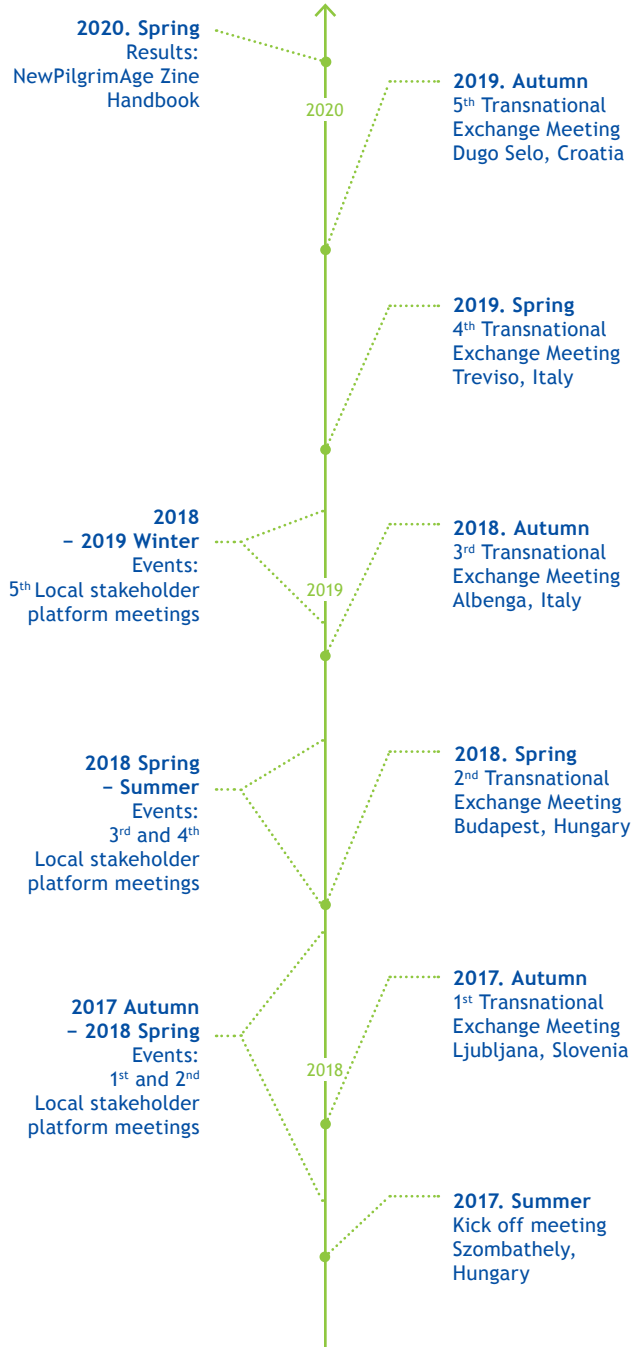 2020. Spring
Results:
NewPilgrimAge Zine
Handbook
2020
2019. Autumn
5th Transnational
Exchange Meeting
Dugo Selo, Croatia
2019. Spring
4th Transnational
Exchange Meeting
Treviso, Italy
2018
– 2019 Winter
Events:
5th Local stakeholder
platform meetings
2019
2018. Autumn
3rd Transnational
Exchange Meeting
Albenga, Italy
2018 Spring
– Summer
Events:
3rd and 4th
Local stakeholder
platform meetings
2018. Spring
2nd Transnational
Exchange Meeting
Budapest, Hungary
2017 Autumn
– 2018 Spring
Events:
1st and 2nd
Local stakeholder
platform meetings
2018
2017. Autumn
1st Transnational
Exchange Meeting
Ljubljana, Slovenia
2017. Summer
Kick off meeting
Szombathely,
Hungary